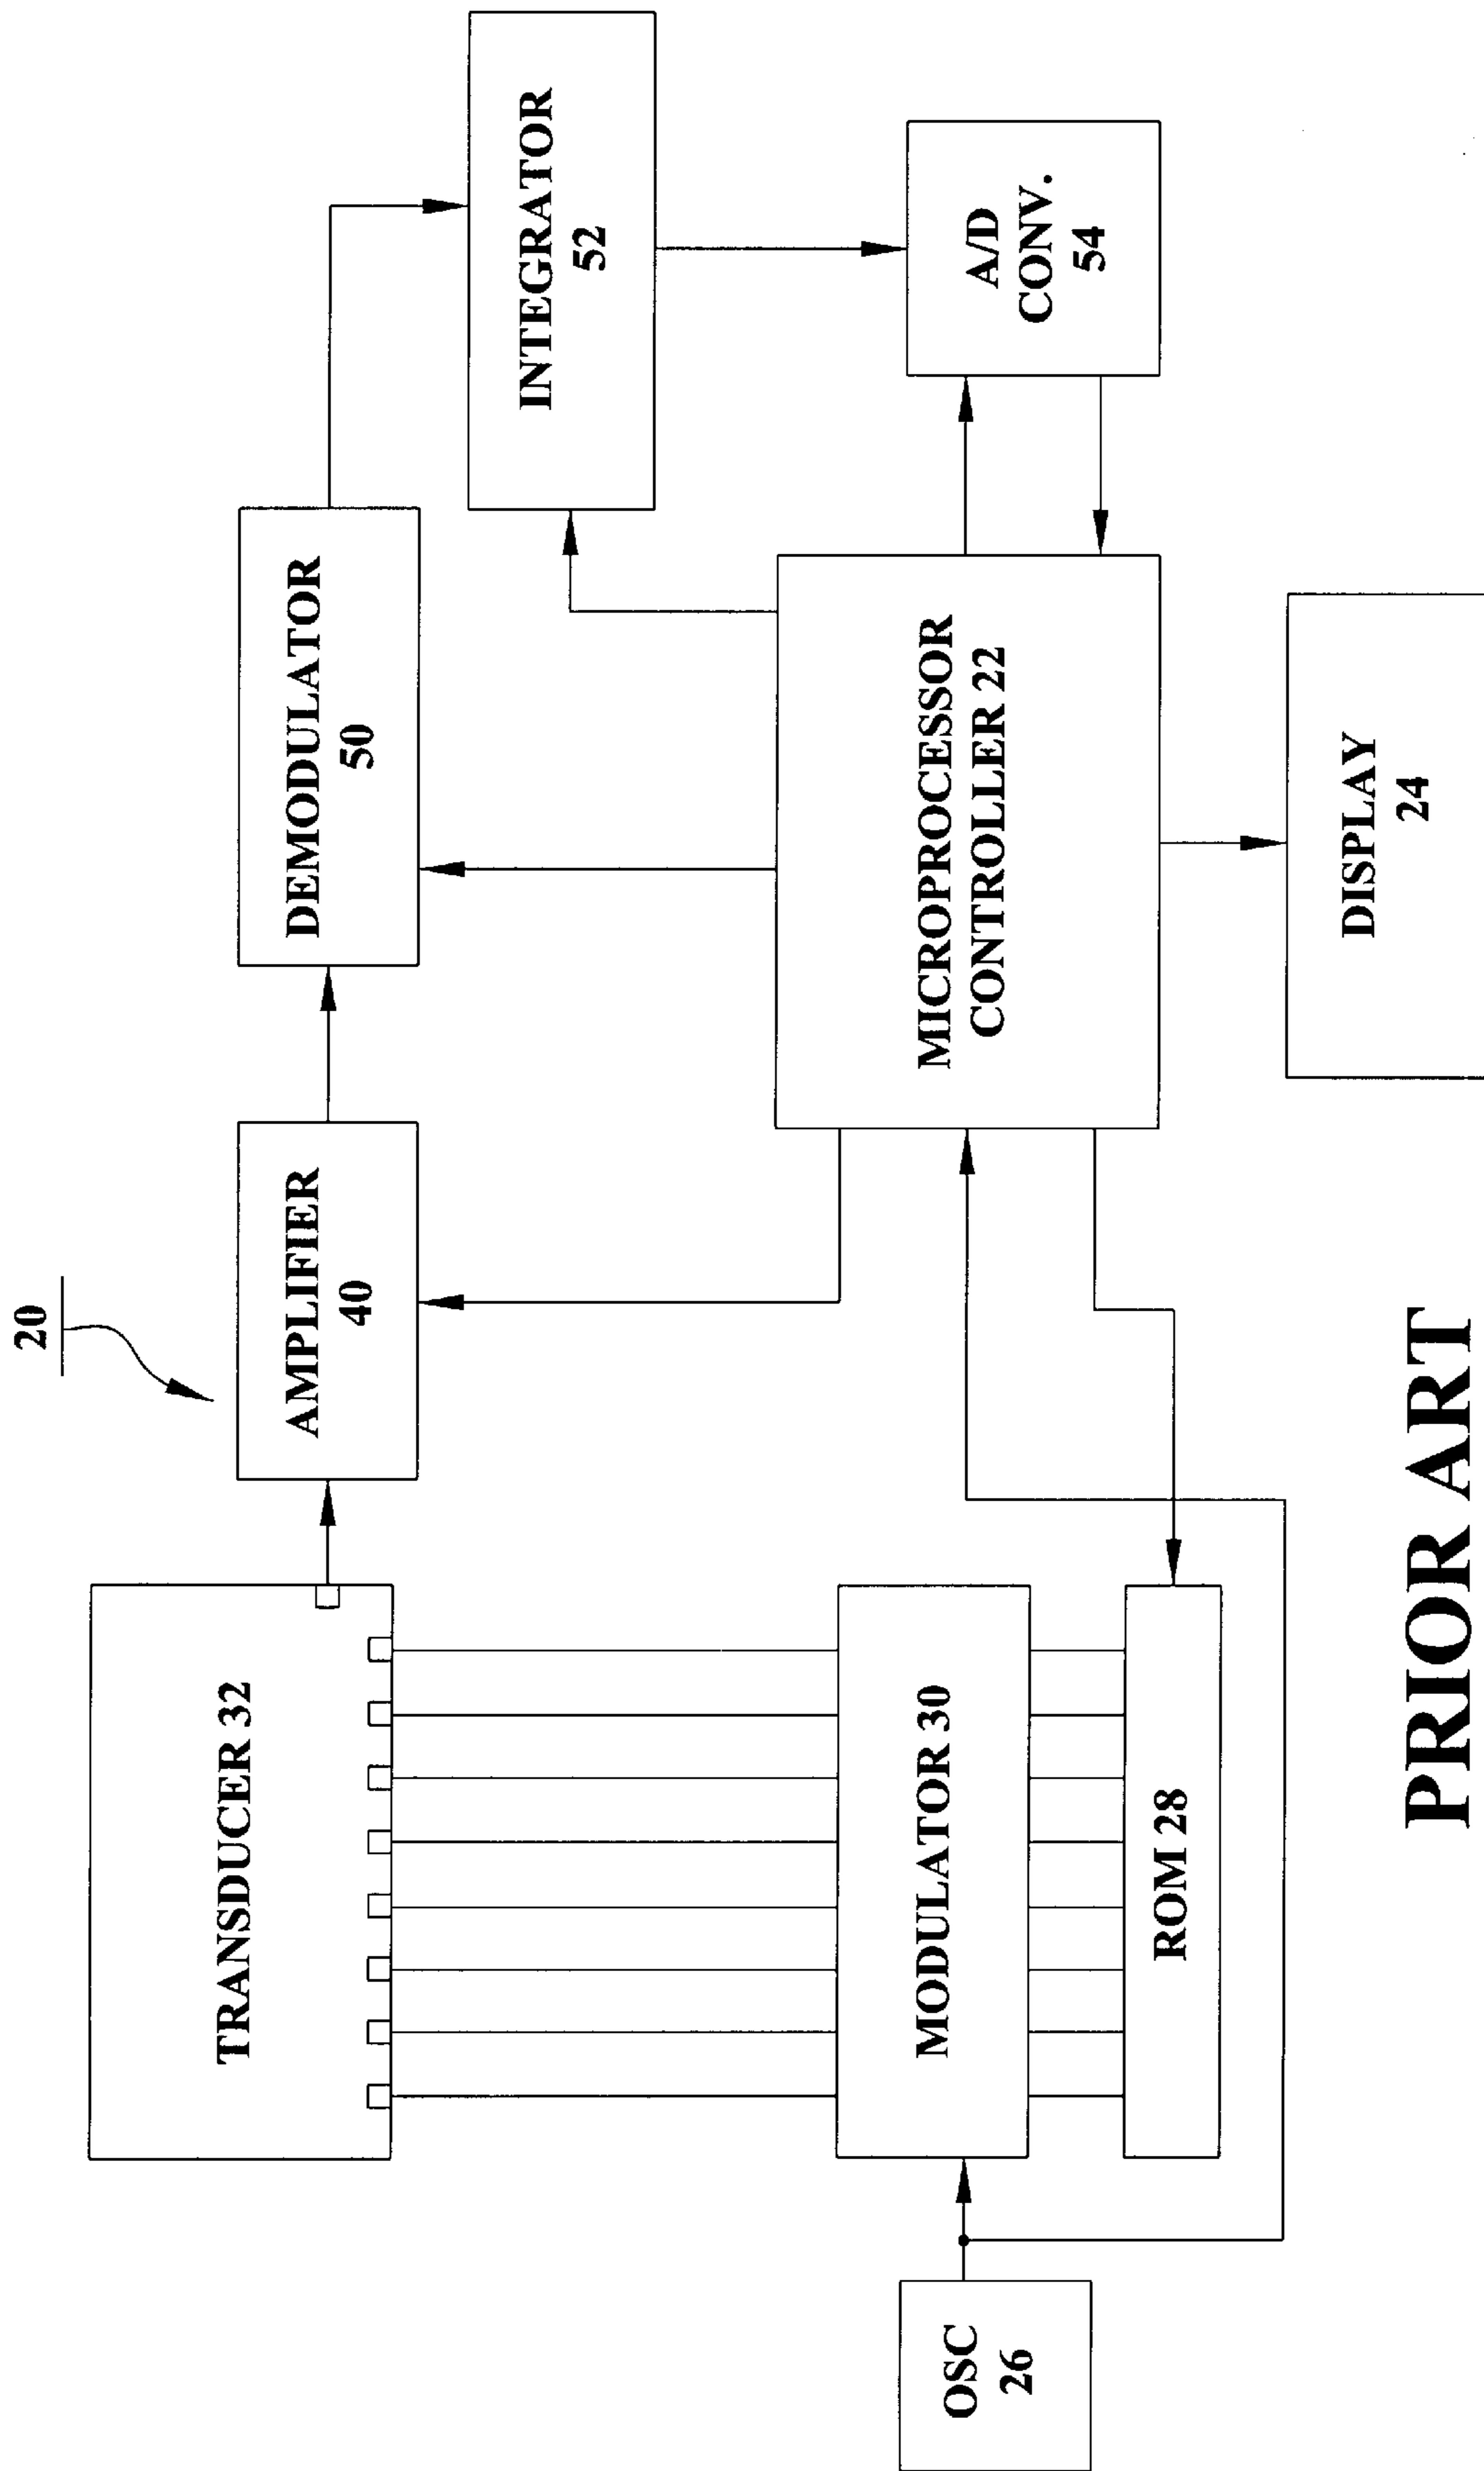 20
TRANSDUCER 32
AMPLIFIER
40
DEMODULATOR
50
INTEGRATOR
52
OSC
26
MODULATOR 30
ROM 28
MICROPROCESSOR
CONTROLLER 22
A/D
CONV.
54
DISPLAY
24
PRIOR ART